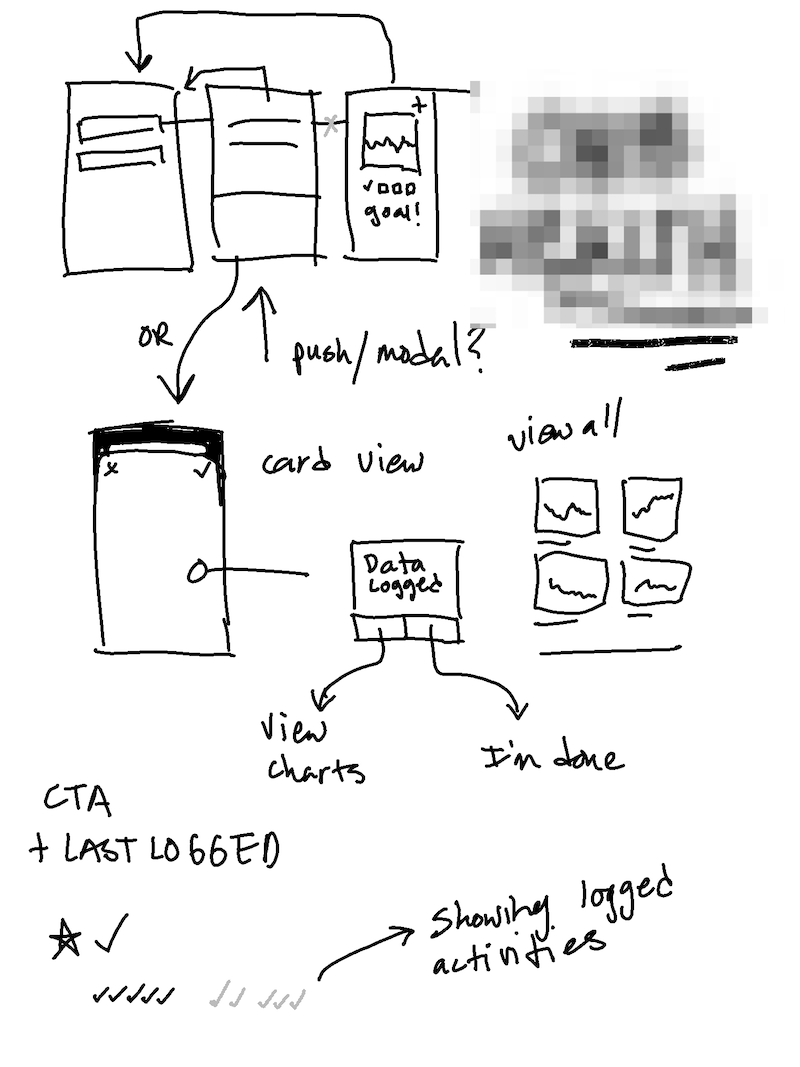 +
goal!
OR
push/modal?
card view
view all
x ✓
Data
Logged
View
charts
I'm done
CTA
+ LAST LOGGED
Showing logged
activities